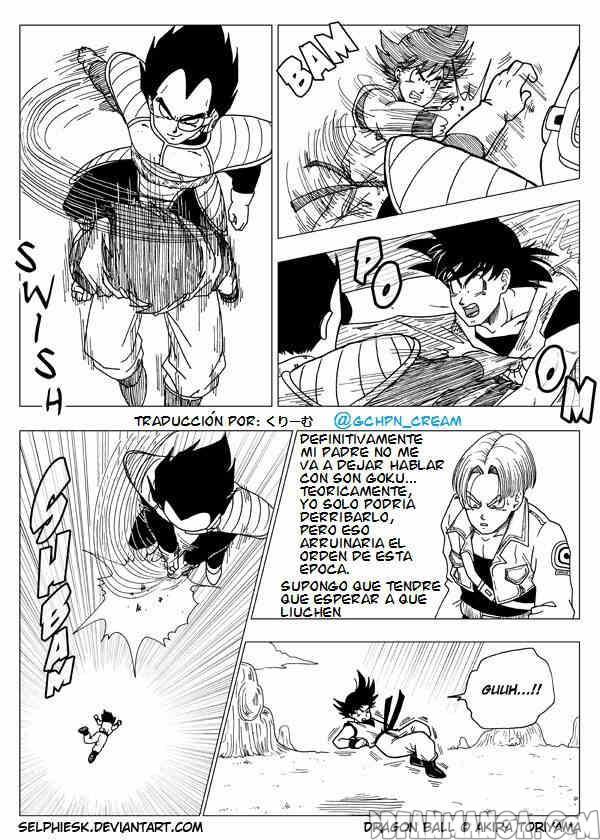 BAM
SWISH
PO
OM
TRADUCCIÓN POR: くりーむ @GCHPN_CREAM
SHBAM
DEFINITIVAMENTE
MI PADRE NO ME
VA A DEJAR HABLAR
CON SON GOKU...
TEORICAMENTE,
YO SOLO PODRIA
DERRIBARLO,
PERO ESO
ARRUINARIA EL
ORDEN DE ESTA
EPOCA.
SUPONGO QUE TENDRE
QUE ESPERAR A QUE
LIUCHEN
GUUH...!!
SELPHIESK.DEVIANTART.COM
DRAGON BALL © AKIRA TORIYAMA